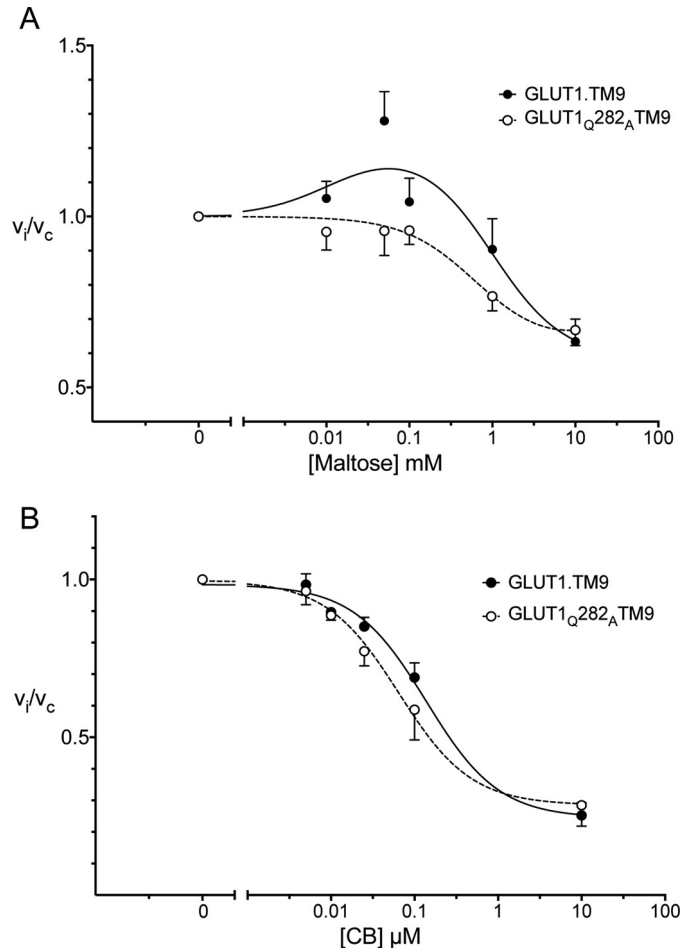 A
1.5
GLUT1.TM9
GLUT1Q282ATM9
1.0
vi/vc
0.5
0 0.01 0.1 1 10 100
[Maltose] mM
B
1.0
GLUT1.TM9
GLUT1Q282ATM9
vi/vc
0.5
0 0.01 0.1 1 10 100
[CB] µM